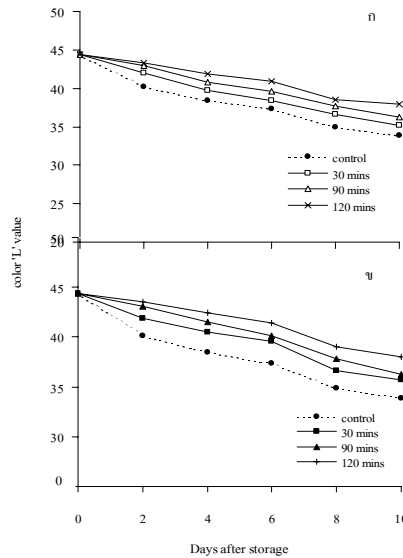 50
ก
45
40
35
30
25
20
control
30 mins
90 mins
120 mins
color 'L' value
50
ข
45
40
35
30
0
control
30 mins
90 mins
120 mins
0 2 4 6 8 10
Days after storage